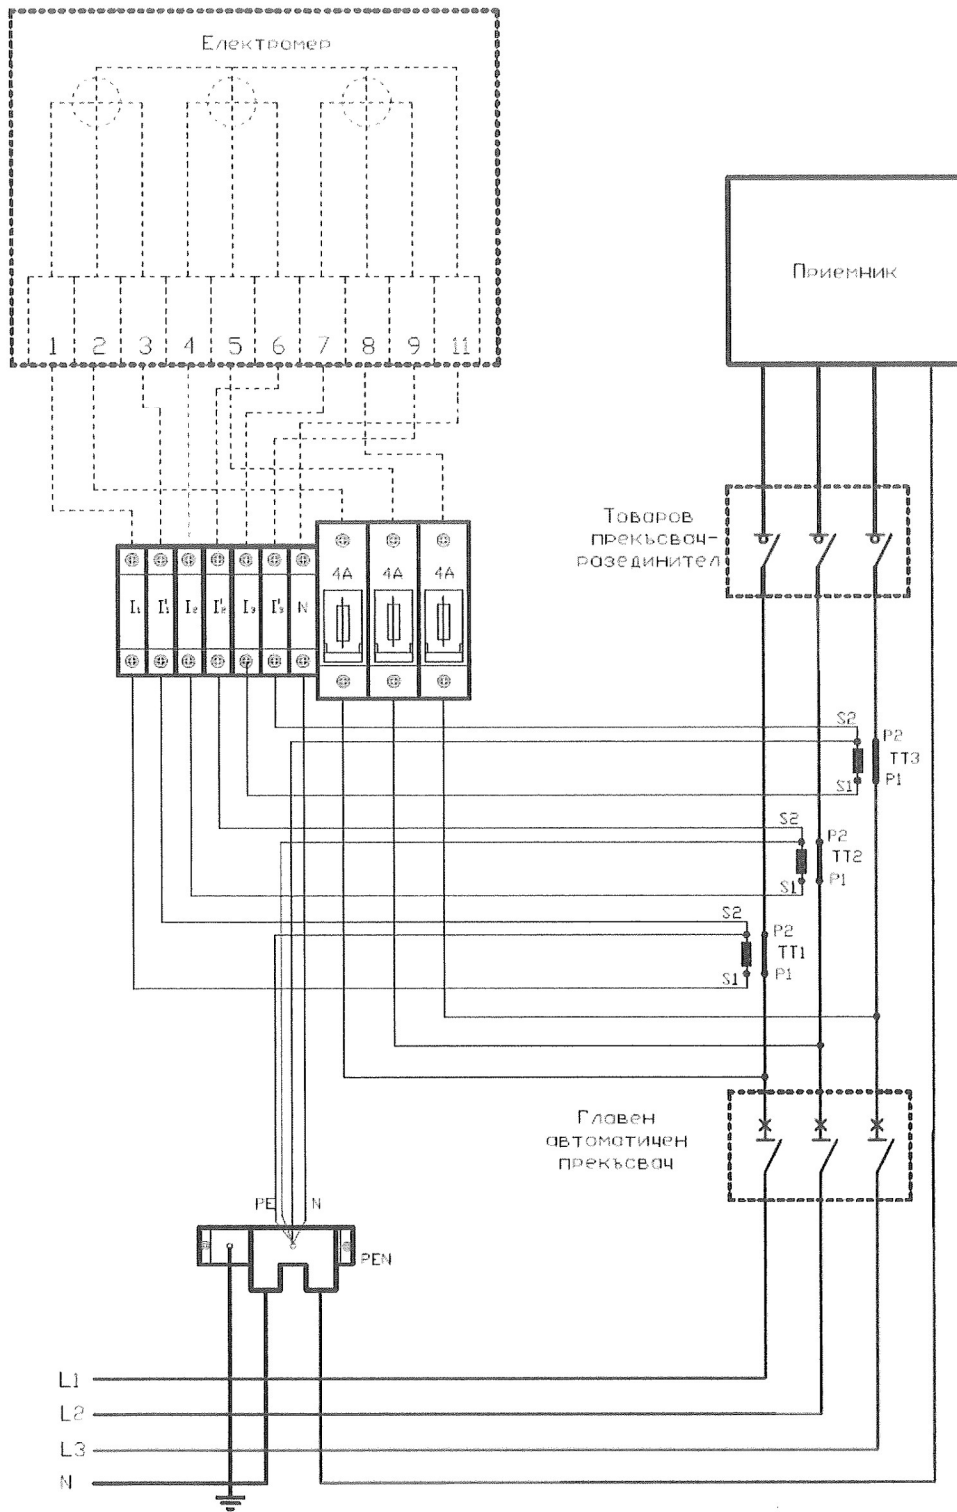 Електромер
1 2 3 4 5 6 7 8 9 11
Приемник
Товаров
прекъсвач-
разединител
4A 4A 4A
I₁ I'₁ I₂ I'₂ I₃ I'₃ N
S2
P2
TT3
S1
P1
S2
P2
TT2
S1
P1
S2
P2
TT1
S1
P1
Главен
автоматичен
прекъсвач
PE N
PEN
L1
L2
L3
N